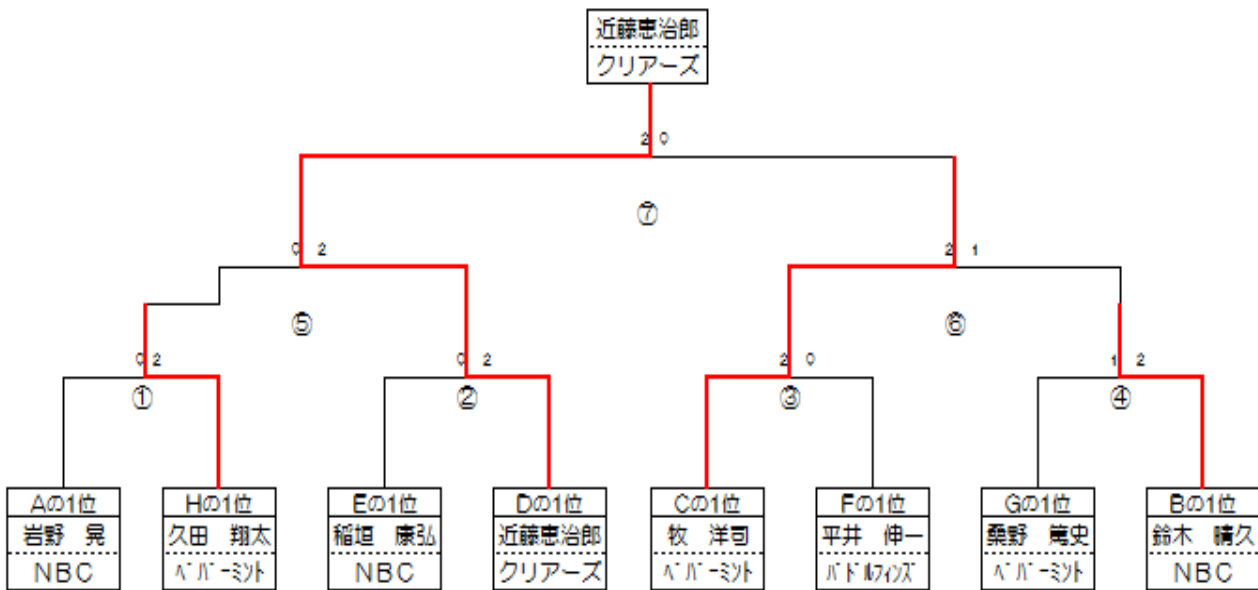 近藤恵治郎
クリアーズ
2 0
⑦
0 2
2 1
⑤
⑥
0 2
0 2
2 0
1 2
①
②
③
④
Aの1位
Hの1位
Eの1位
Dの1位
Cの1位
Fの1位
Gの1位
Bの1位
岩野 晃
久田 翔太
稲垣 康弘
近藤恵治郎
牧 洋司
平井 伸一
桑野 篤史
鈴木 晴久
NBC
ペパーミント
NBC
クリアーズ
ペパーミント
パドルフィンズ
ペパーミント
NBC